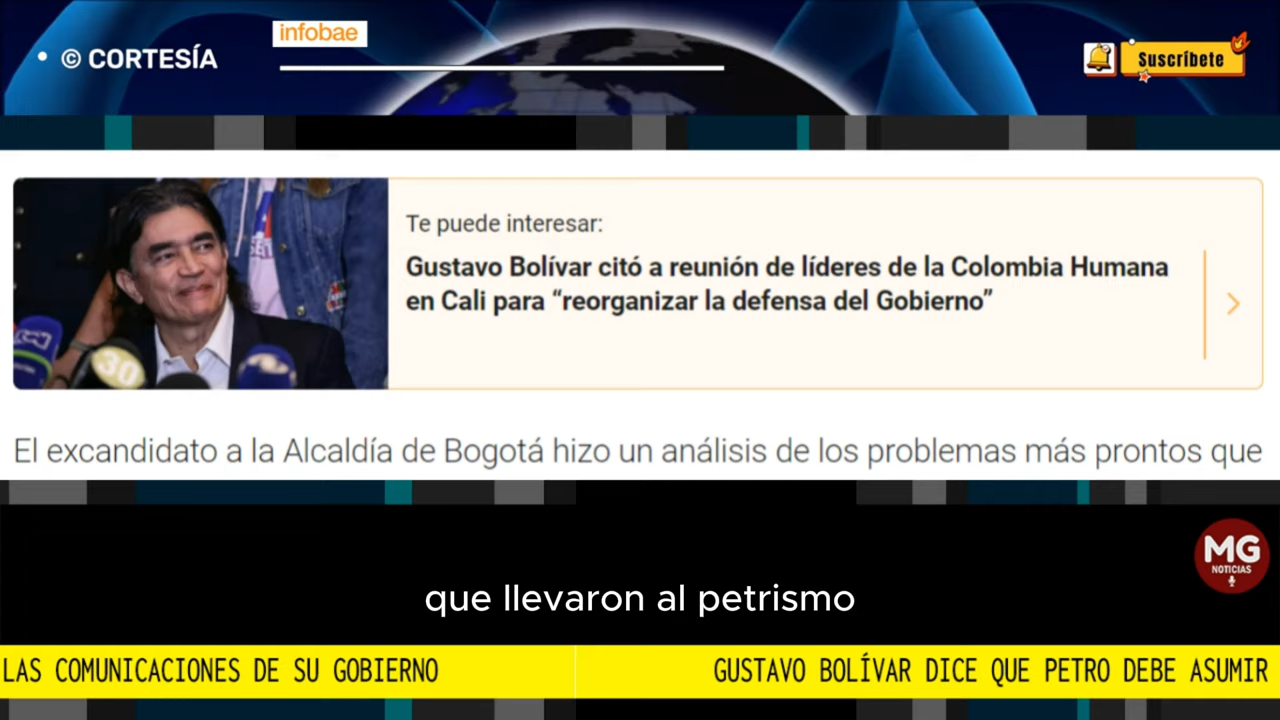 infobae
© CORTESÍA
Suscríbete
Te puede interesar:
Gustavo Bolívar citó a reunión de líderes de la Colombia Humana
en Cali para “reorganizar la defensa del Gobierno”
30
El excandidato a la Alcaldía de Bogotá hizo un análisis de los problemas más prontos que
MG
NOTICIAS
que llevaron al petrismo
LAS COMUNICACIONES DE SU GOBIERNO
GUSTAVO BOLÍVAR DICE QUE PETRO DEBE ASUMIR